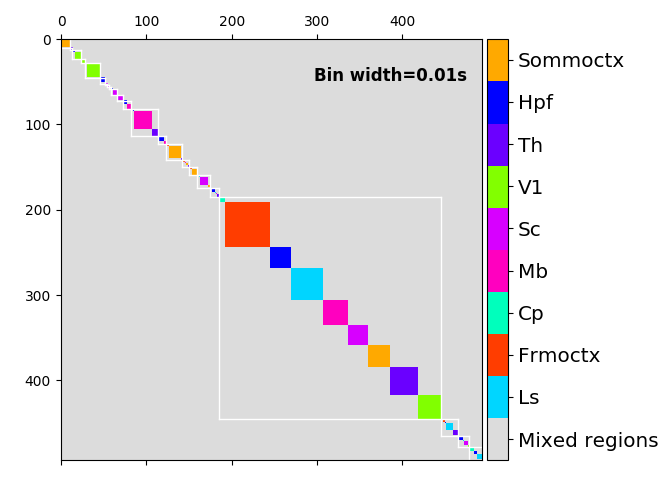 0 100 200 300 400
0
100
200
300
400
Bin width=0.01s
Sommoctx
Hpf
Th
V1
Sc
Mb
Cp
Frmoctx
Ls
Mixed regions